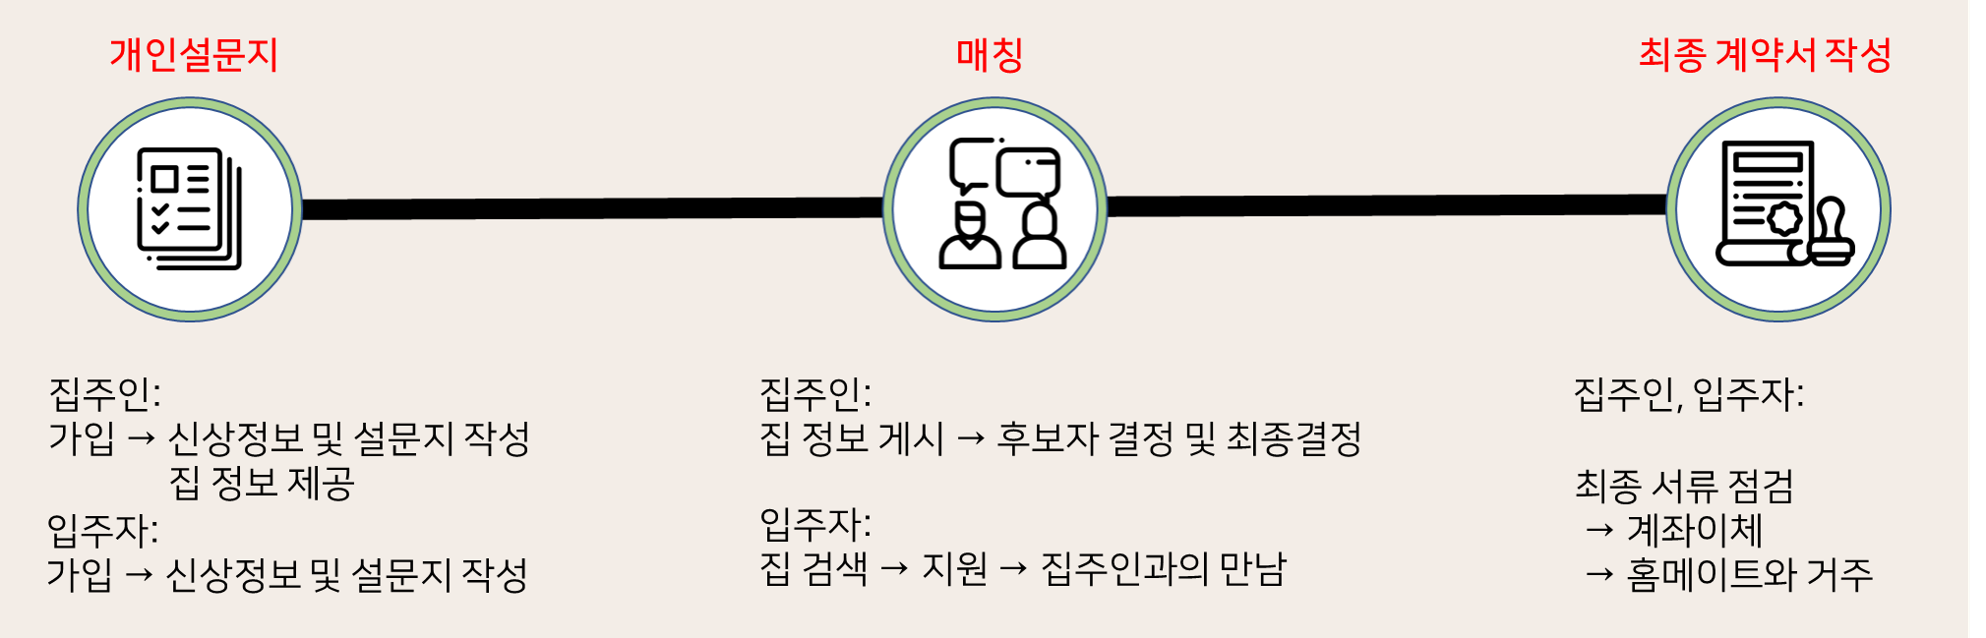 개인설문지
매칭
최종 계약서 작성
집주인:
가입 → 신상정보 및 설문지 작성
집 정보 제공
입주자:
가입 → 신상정보 및 설문지 작성
집주인:
집 정보 게시 → 후보자 결정 및 최종결정
입주자:
집 검색 → 지원 → 집주인과의 만남
집주인, 입주자:
최종 서류 점검
→ 계좌이체
→ 홈메이트와 거주